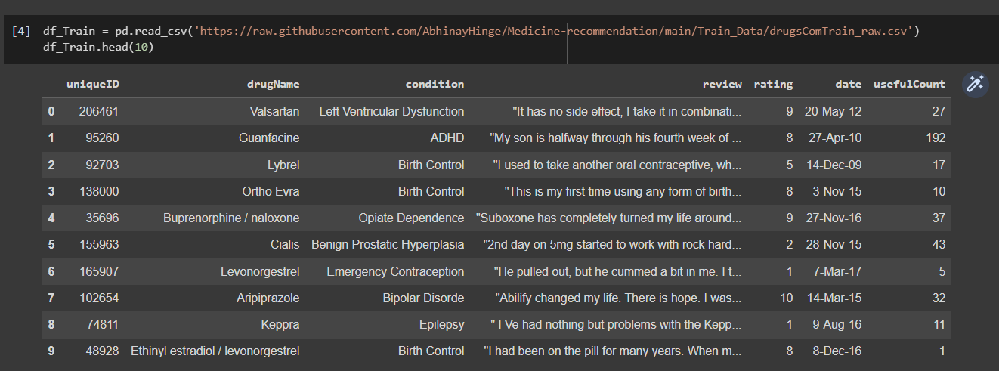 [4] df_Train = pd.read_csv('https://raw.githubusercontent.com/AbhinayHinge/Medicine-recommendation/main/Train_Data/drugsComTrain_raw.csv')
df_Train.head(10)
uniqueID drugName condition review rating date usefulCount
0 206461 Valsartan Left Ventricular Dysfunction "It has no side effect, I take it in combinati... 9 20-May-12 27
1 95260 Guanfacine ADHD "My son is halfway through his fourth week of ... 8 27-Apr-10 192
2 92703 Lybrel Birth Control "I used to take another oral contraceptive, wh... 5 14-Dec-09 17
3 138000 Ortho Evra Birth Control "This is my first time using any form of birth... 8 3-Nov-15 10
4 35696 Buprenorphine / naloxone Opiate Dependence "Suboxone has completely turned my life around... 9 27-Nov-16 37
5 155963 Cialis Benign Prostatic Hyperplasia "2nd day on 5mg started to work with rock hard... 2 28-Nov-15 43
6 165907 Levonorgestrel Emergency Contraception "He pulled out, but he cummed a bit in me. I t... 1 7-Mar-17 5
7 102654 Aripiprazole Bipolar Disorde "Abilify changed my life. There is hope. I was... 10 14-Mar-15 32
8 74811 Keppra Epilepsy " I Ve had nothing but problems with the Kepp... 1 9-Aug-16 11
9 48928 Ethinyl estradiol / levonorgestrel Birth Control "I had been on the pill for many years. When m... 8 8-Dec-16 1